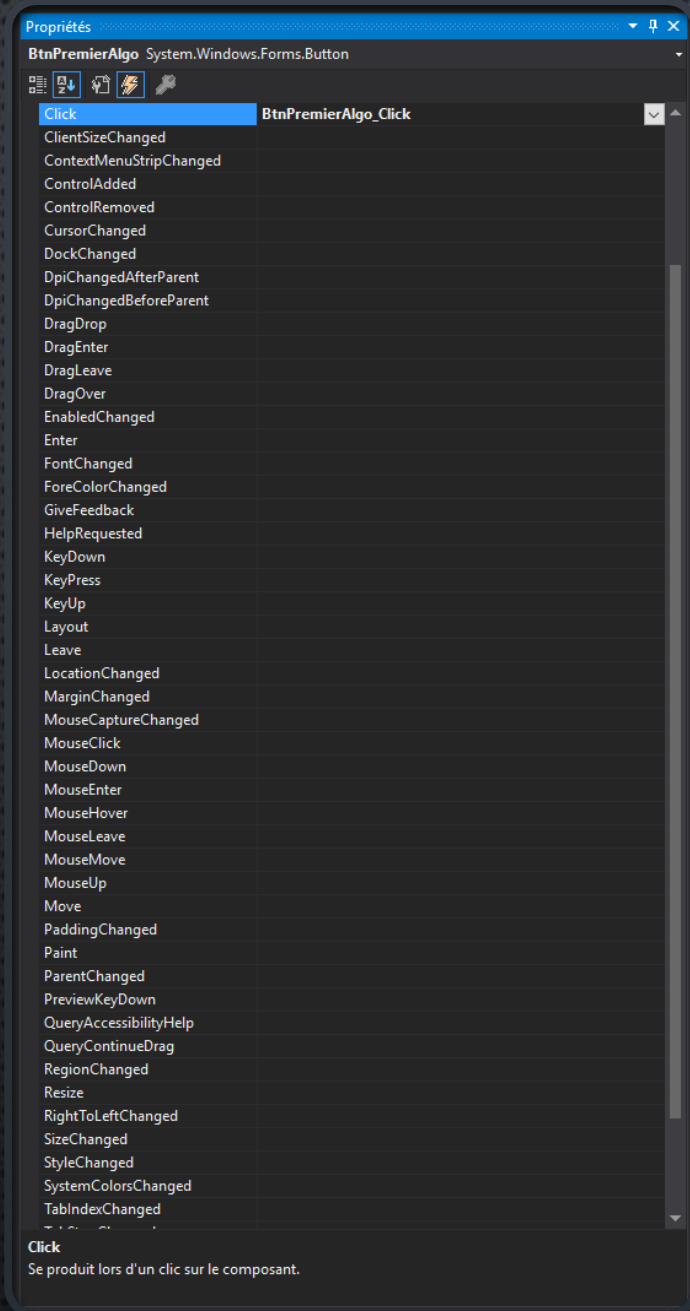 Propriétés
BtnPremierAlgo System.Windows.Forms.Button
Click BtnPremierAlgo_Click
ClientSizeChanged
ContextMenuStripChanged
ControlAdded
ControlRemoved
CursorChanged
DockChanged
DpiChangedAfterParent
DpiChangedBeforeParent
DragDrop
DragEnter
DragLeave
DragOver
EnabledChanged
Enter
FontChanged
ForeColorChanged
GiveFeedback
HelpRequested
KeyDown
KeyPress
KeyUp
Layout
Leave
LocationChanged
MarginChanged
MouseCaptureChanged
MouseClick
MouseDown
MouseEnter
MouseHover
MouseLeave
MouseMove
MouseUp
Move
PaddingChanged
Paint
ParentChanged
PreviewKeyDown
QueryAccessibilityHelp
QueryContinueDrag
RegionChanged
Resize
RightToLeftChanged
SizeChanged
StyleChanged
SystemColorsChanged
TabIndexChanged
Click
Se produit lors d'un clic sur le composant.